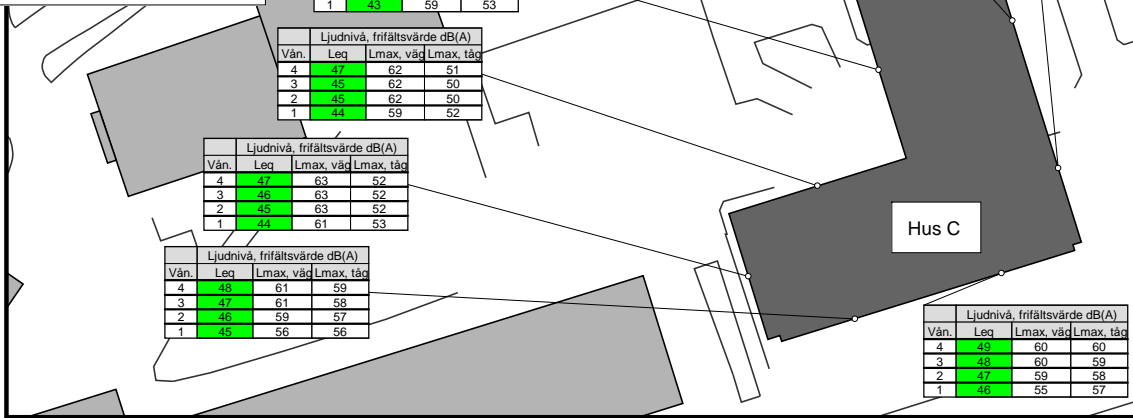 1 43 59 53
Ljudnivå, frifältsvärde dB(A)
Vån. Leq Lmax, väg Lmax, tåg
4 47 62 51
3 45 62 50
2 45 62 50
1 44 59 52
Ljudnivå, frifältsvärde dB(A)
Vån. Leq Lmax, väg Lmax, tåg
4 47 63 52
3 46 63 52
2 45 63 52
1 44 61 53
Hus C
Ljudnivå, frifältsvärde dB(A)
Vån. Leq Lmax, väg Lmax, tåg
4 48 61 59
3 47 61 58
2 46 59 57
1 45 56 56
Ljudnivå, frifältsvärde dB(A)
Vån. Leq Lmax, väg Lmax, tåg
4 49 60 60
3 48 60 59
2 47 59 58
1 46 55 57